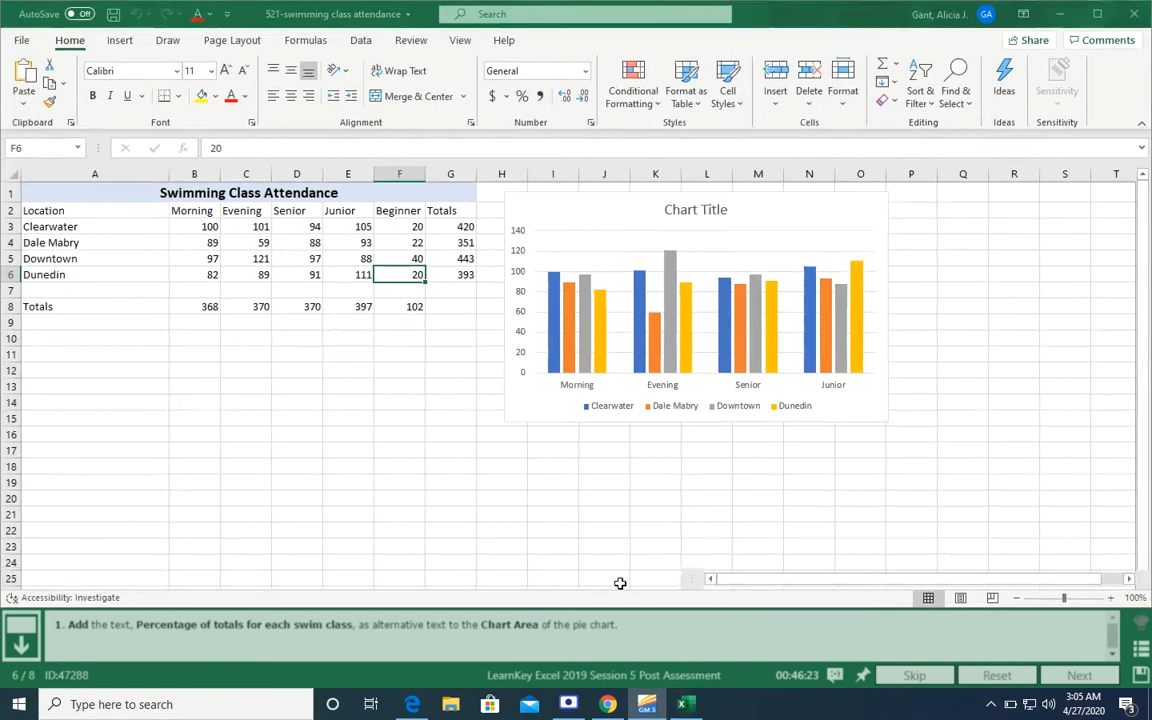 AutoSave Off 521-swimming class attendance Search Gant, Alicia J. GA
File Home Insert Draw Page Layout Formulas Data Review View Help Share Comments
Paste Calibri 11 A A Wrap Text General Conditional Formatting Format as Table Cell Styles Insert Delete Format Sort & Filter Find & Select Ideas Sensitivity
B I U A Merge & Center $ % ,
Clipboard Font Alignment Number Styles Cells Editing Ideas Sensitivity
F6 fx 20
A B C D E F G H I J K L M N O P Q R S T
1 Swimming Class Attendance
2 Location Morning Evening Senior Junior Beginner Totals
3 Clearwater 100 101 94 105 20 420
4 Dale Mabry 89 59 88 93 22 351
5 Downtown 97 121 97 88 40 443
6 Dunedin 82 89 91 111 20 393
7
8 Totals 368 370 370 397 102
9
10
11
12
13
14
15
16
17
18
19
20
21
22
23
24
25
Chart Title
140
120
100
80
60
40
20
0
Morning Evening Senior Junior
Clearwater Dale Mabry Downtown Dunedin
Accessibility: Investigate 100%
1. Add the text, Percentage of totals for each swim class, as alternative text to the Chart Area of the pie chart.
6 / 8 ID:47288 LearnKey Excel 2019 Session 5 Post Assessment 00:46:23 Skip Reset Next
Type here to search GM.5 3:05 AM
4/27/2020 3